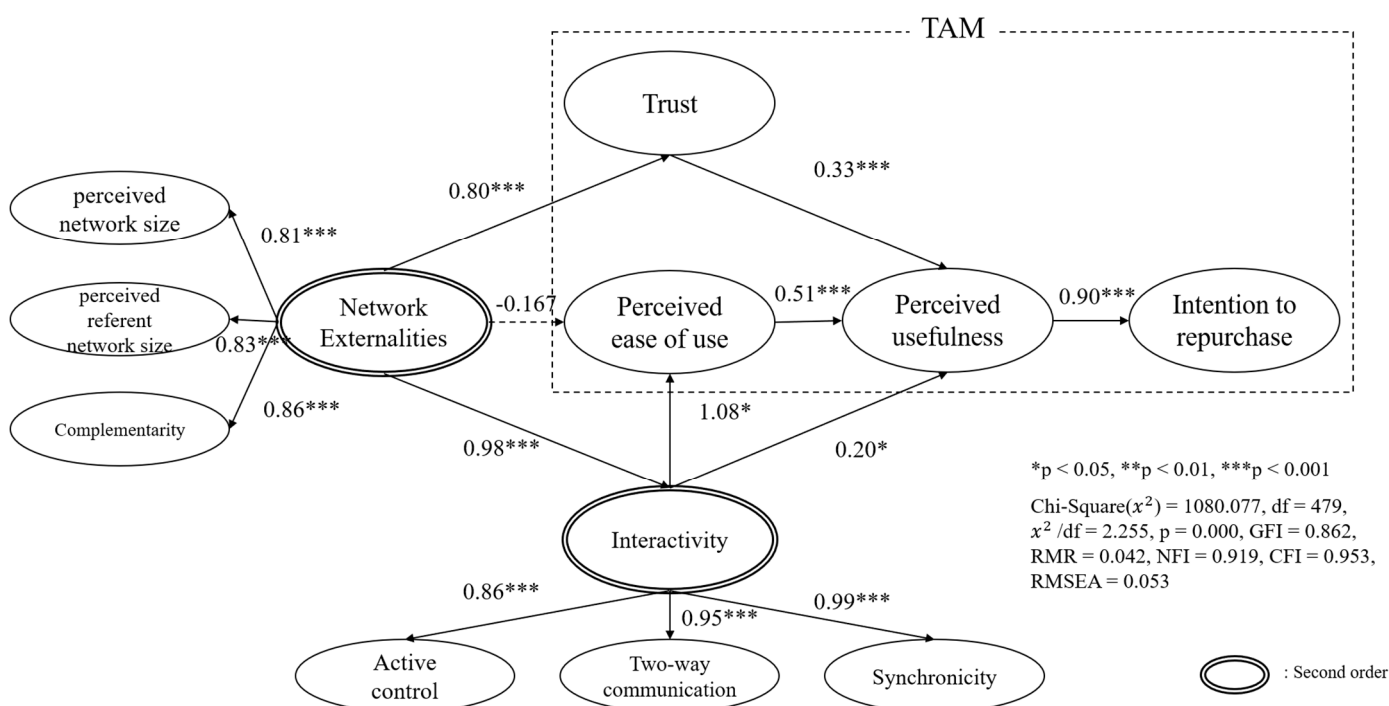 TAM
Trust
0.80***
0.33***
perceived
network size
0.81***
perceived
referent
network size
0.83***
Network
Externalities
-0.167
Perceived
ease of use
0.51***
Perceived
usefulness
0.90***
Intention to
repurchase
Complementarity
0.86***
0.98***
1.08*
0.20*
*p < 0.05, **p < 0.01, ***p < 0.001
Chi-Square(x²) = 1080.077, df = 479,
x² /df = 2.255, p = 0.000, GFI = 0.862,
RMR = 0.042, NFI = 0.919, CFI = 0.953,
RMSEA = 0.053
Interactivity
0.86***
0.95***
0.99***
Active
control
Two-way
communication
Synchronicity
: Second order